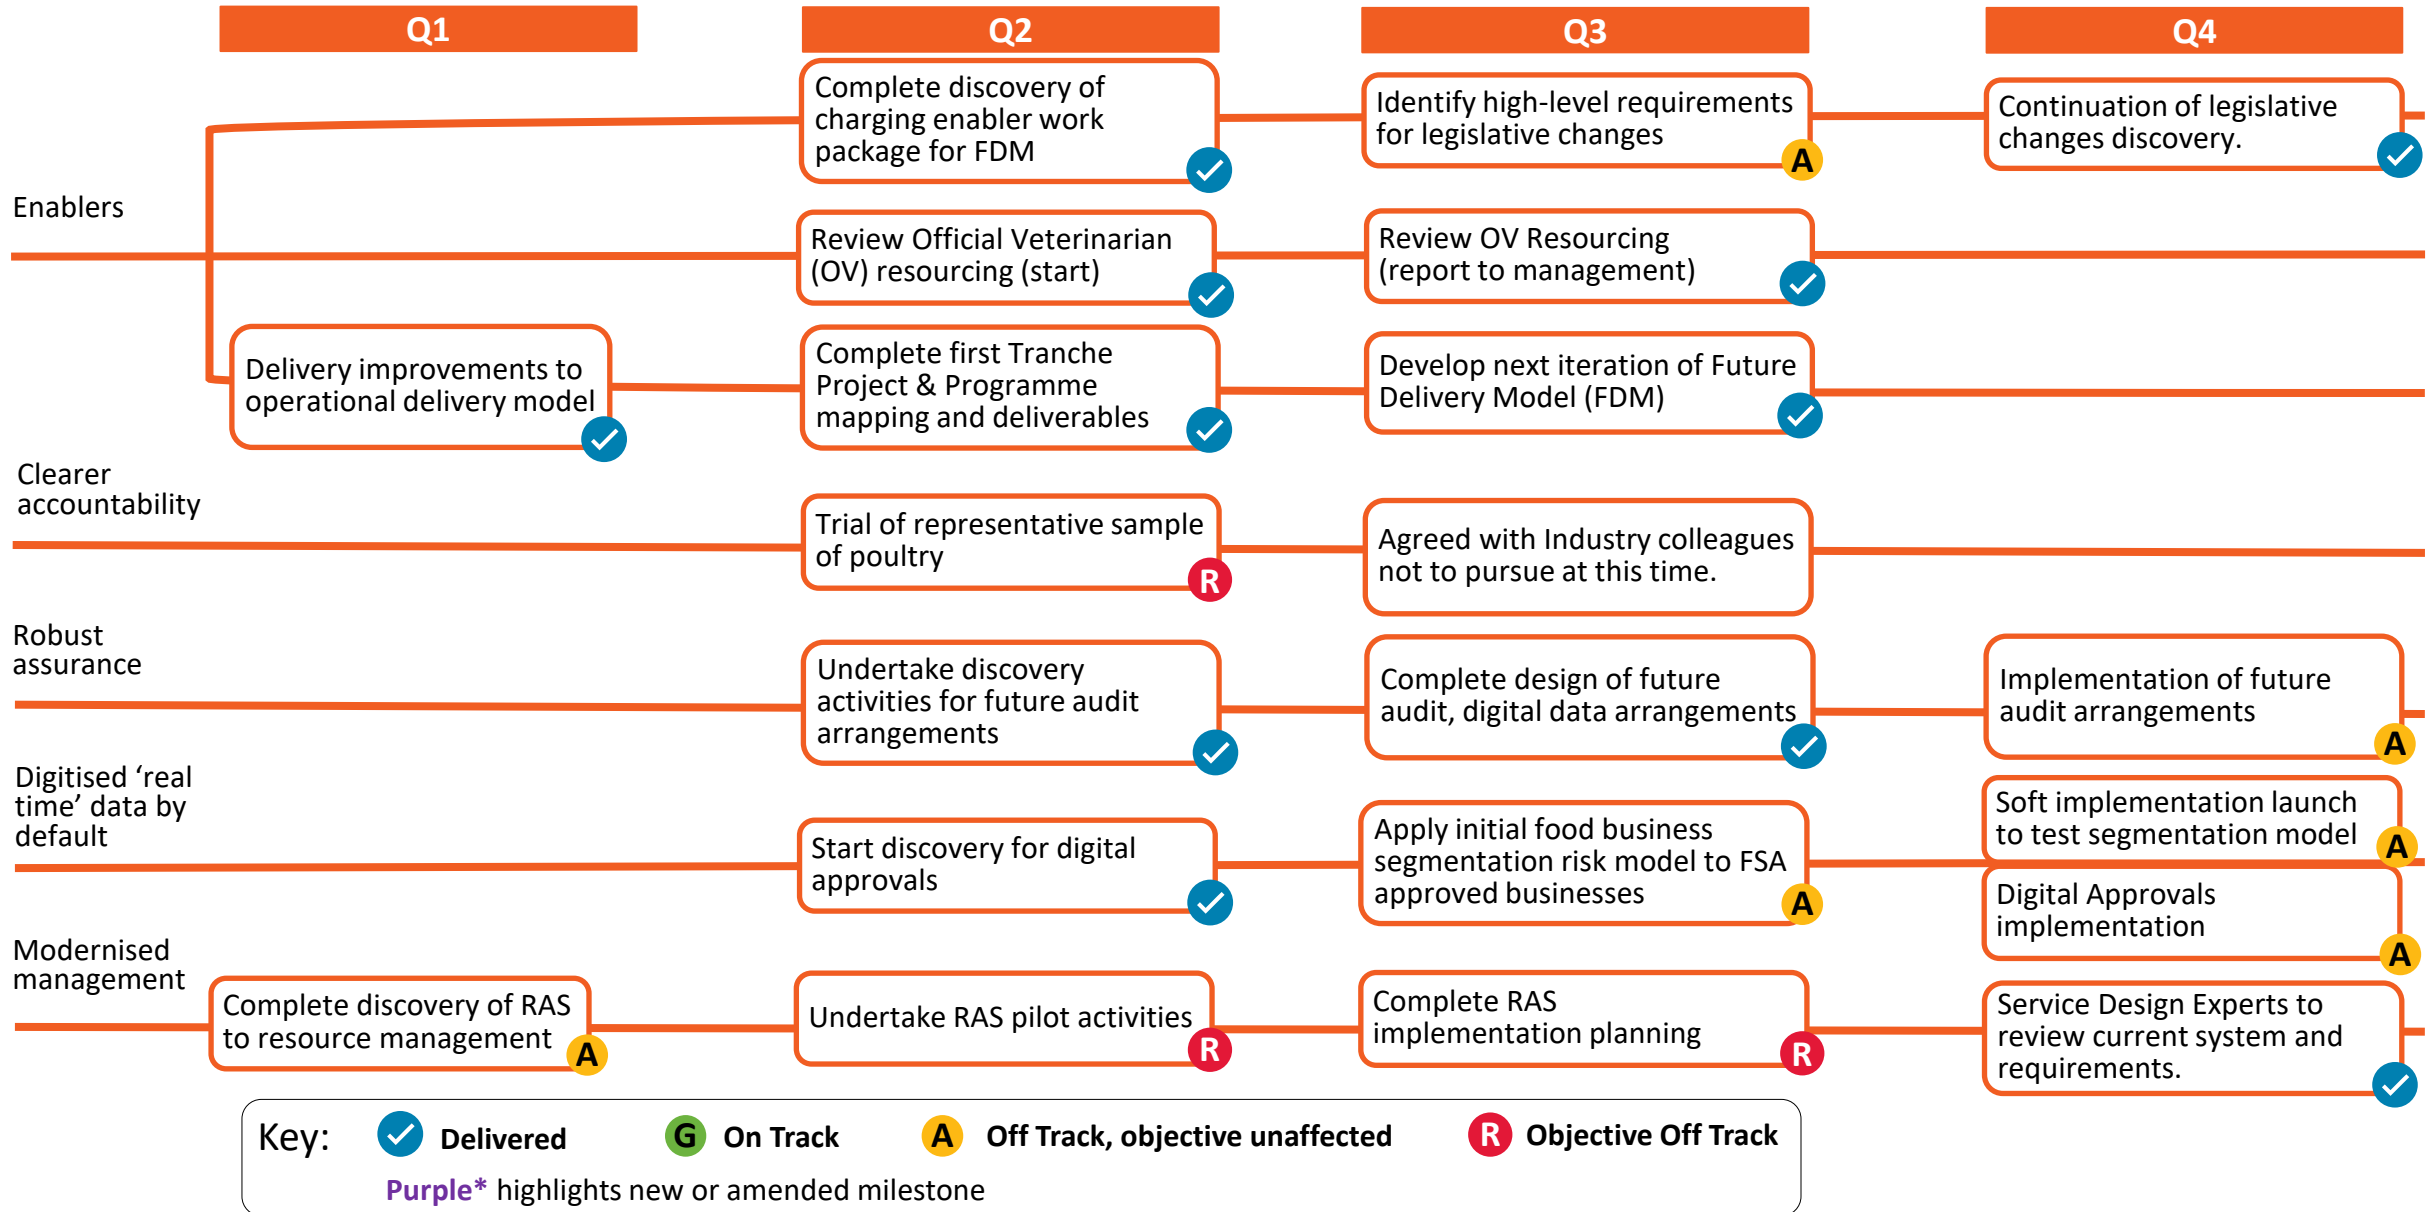 Q1
Q2
Q3
Q4
Enablers
Complete discovery of
charging enabler work
package for FDM
Identify high-level requirements
for legislative changes
A
Continuation of legislative
changes discovery.
Review Official Veterinarian
(OV) resourcing (start)
Review OV Resourcing
(report to management)
Delivery improvements to
operational delivery model
Complete first Tranche
Project & Programme
mapping and deliverables
Develop next iteration of Future
Delivery Model (FDM)
Clearer
accountability
Trial of representative sample
of poultry
R
Agreed with Industry colleagues
not to pursue at this time.
Robust
assurance
Undertake discovery
activities for future audit
arrangements
Complete design of future
audit, digital data arrangements
Implementation of future
audit arrangements
A
Digitised ‘real
time’ data by
default
Start discovery for digital
approvals
Apply initial food business
segmentation risk model to FSA
approved businesses
A
Soft implementation launch
to test segmentation model
A
Digital Approvals
implementation
A
Modernised
management
Complete discovery of RAS
to resource management
A
Undertake RAS pilot activities
R
Complete RAS
implementation planning
R
Service Design Experts to
review current system and
requirements.
Key:
Delivered
G On Track
A Off Track, objective unaffected
R Objective Off Track
Purple* highlights new or amended milestone